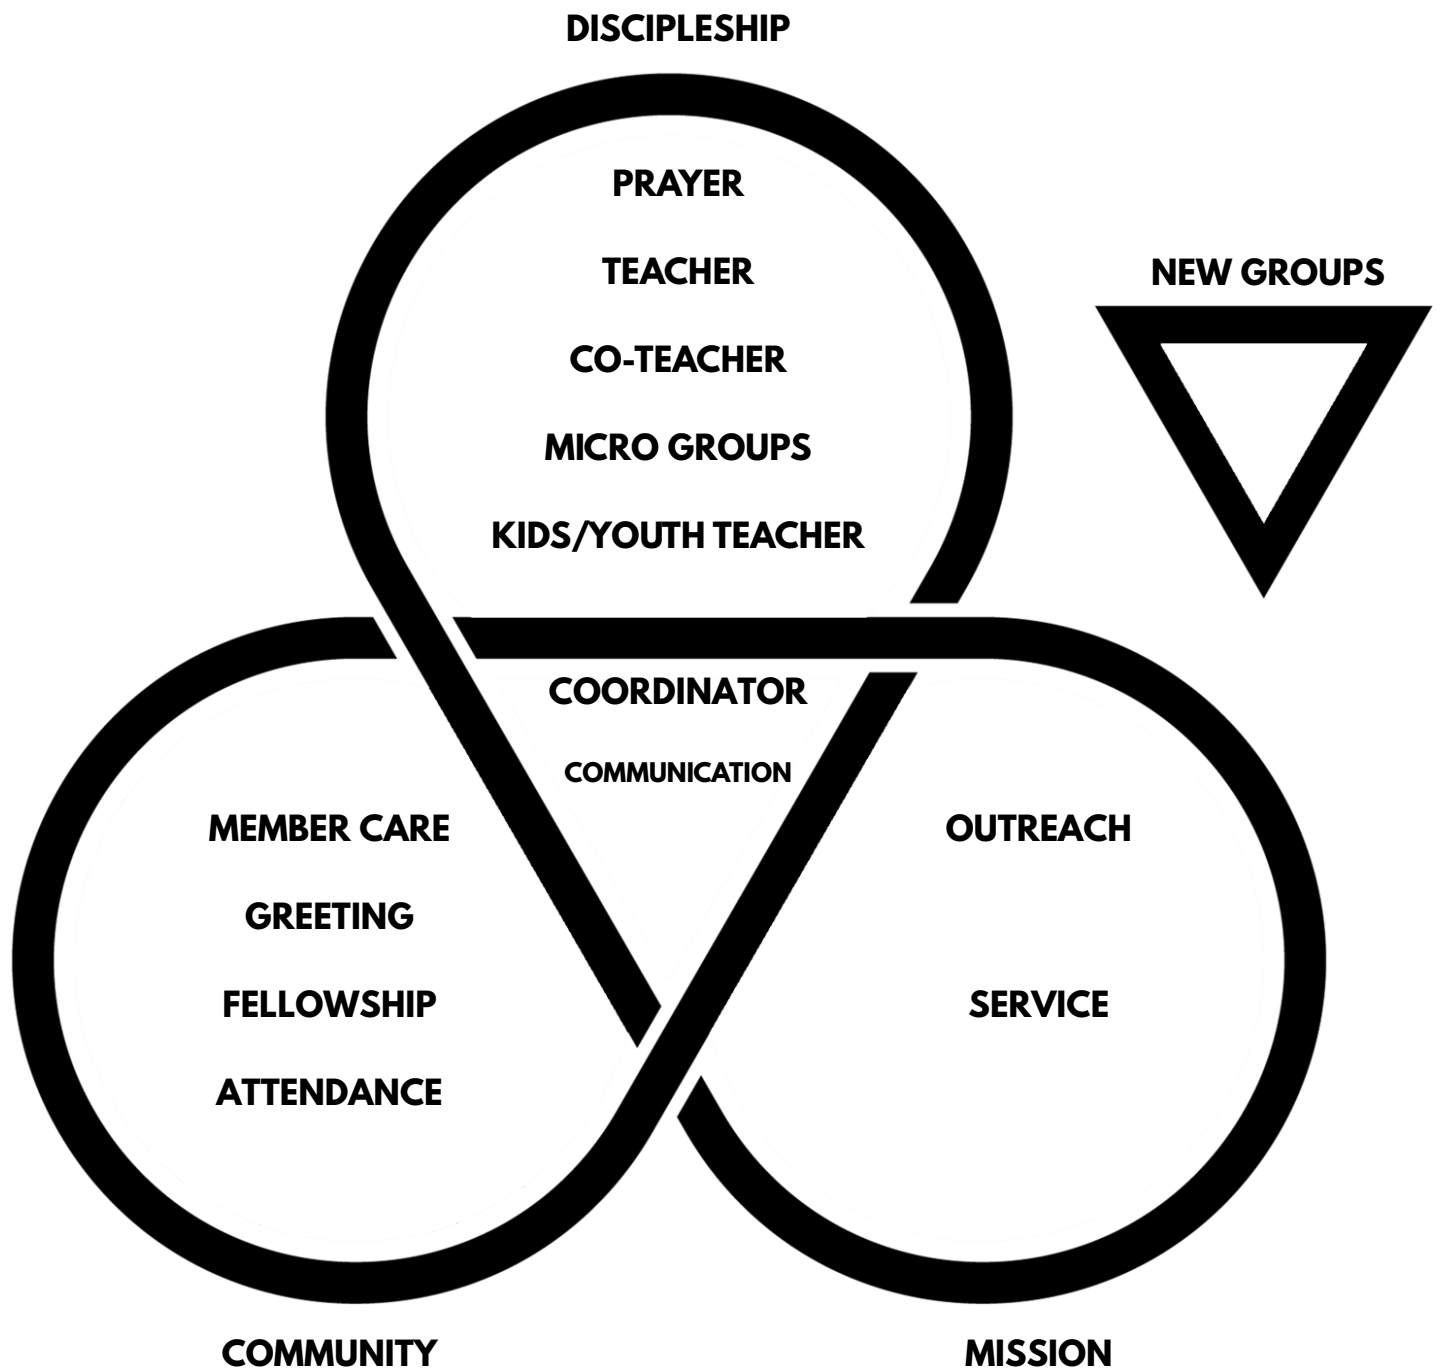 DISCIPLESHIP
PRAYER
TEACHER
CO-TEACHER
MICRO GROUPS
KIDS/YOUTH TEACHER
NEW GROUPS
COORDINATOR
COMMUNICATION
MEMBER CARE
GREETING
FELLOWSHIP
ATTENDANCE
OUTREACH
SERVICE
COMMUNITY
MISSION